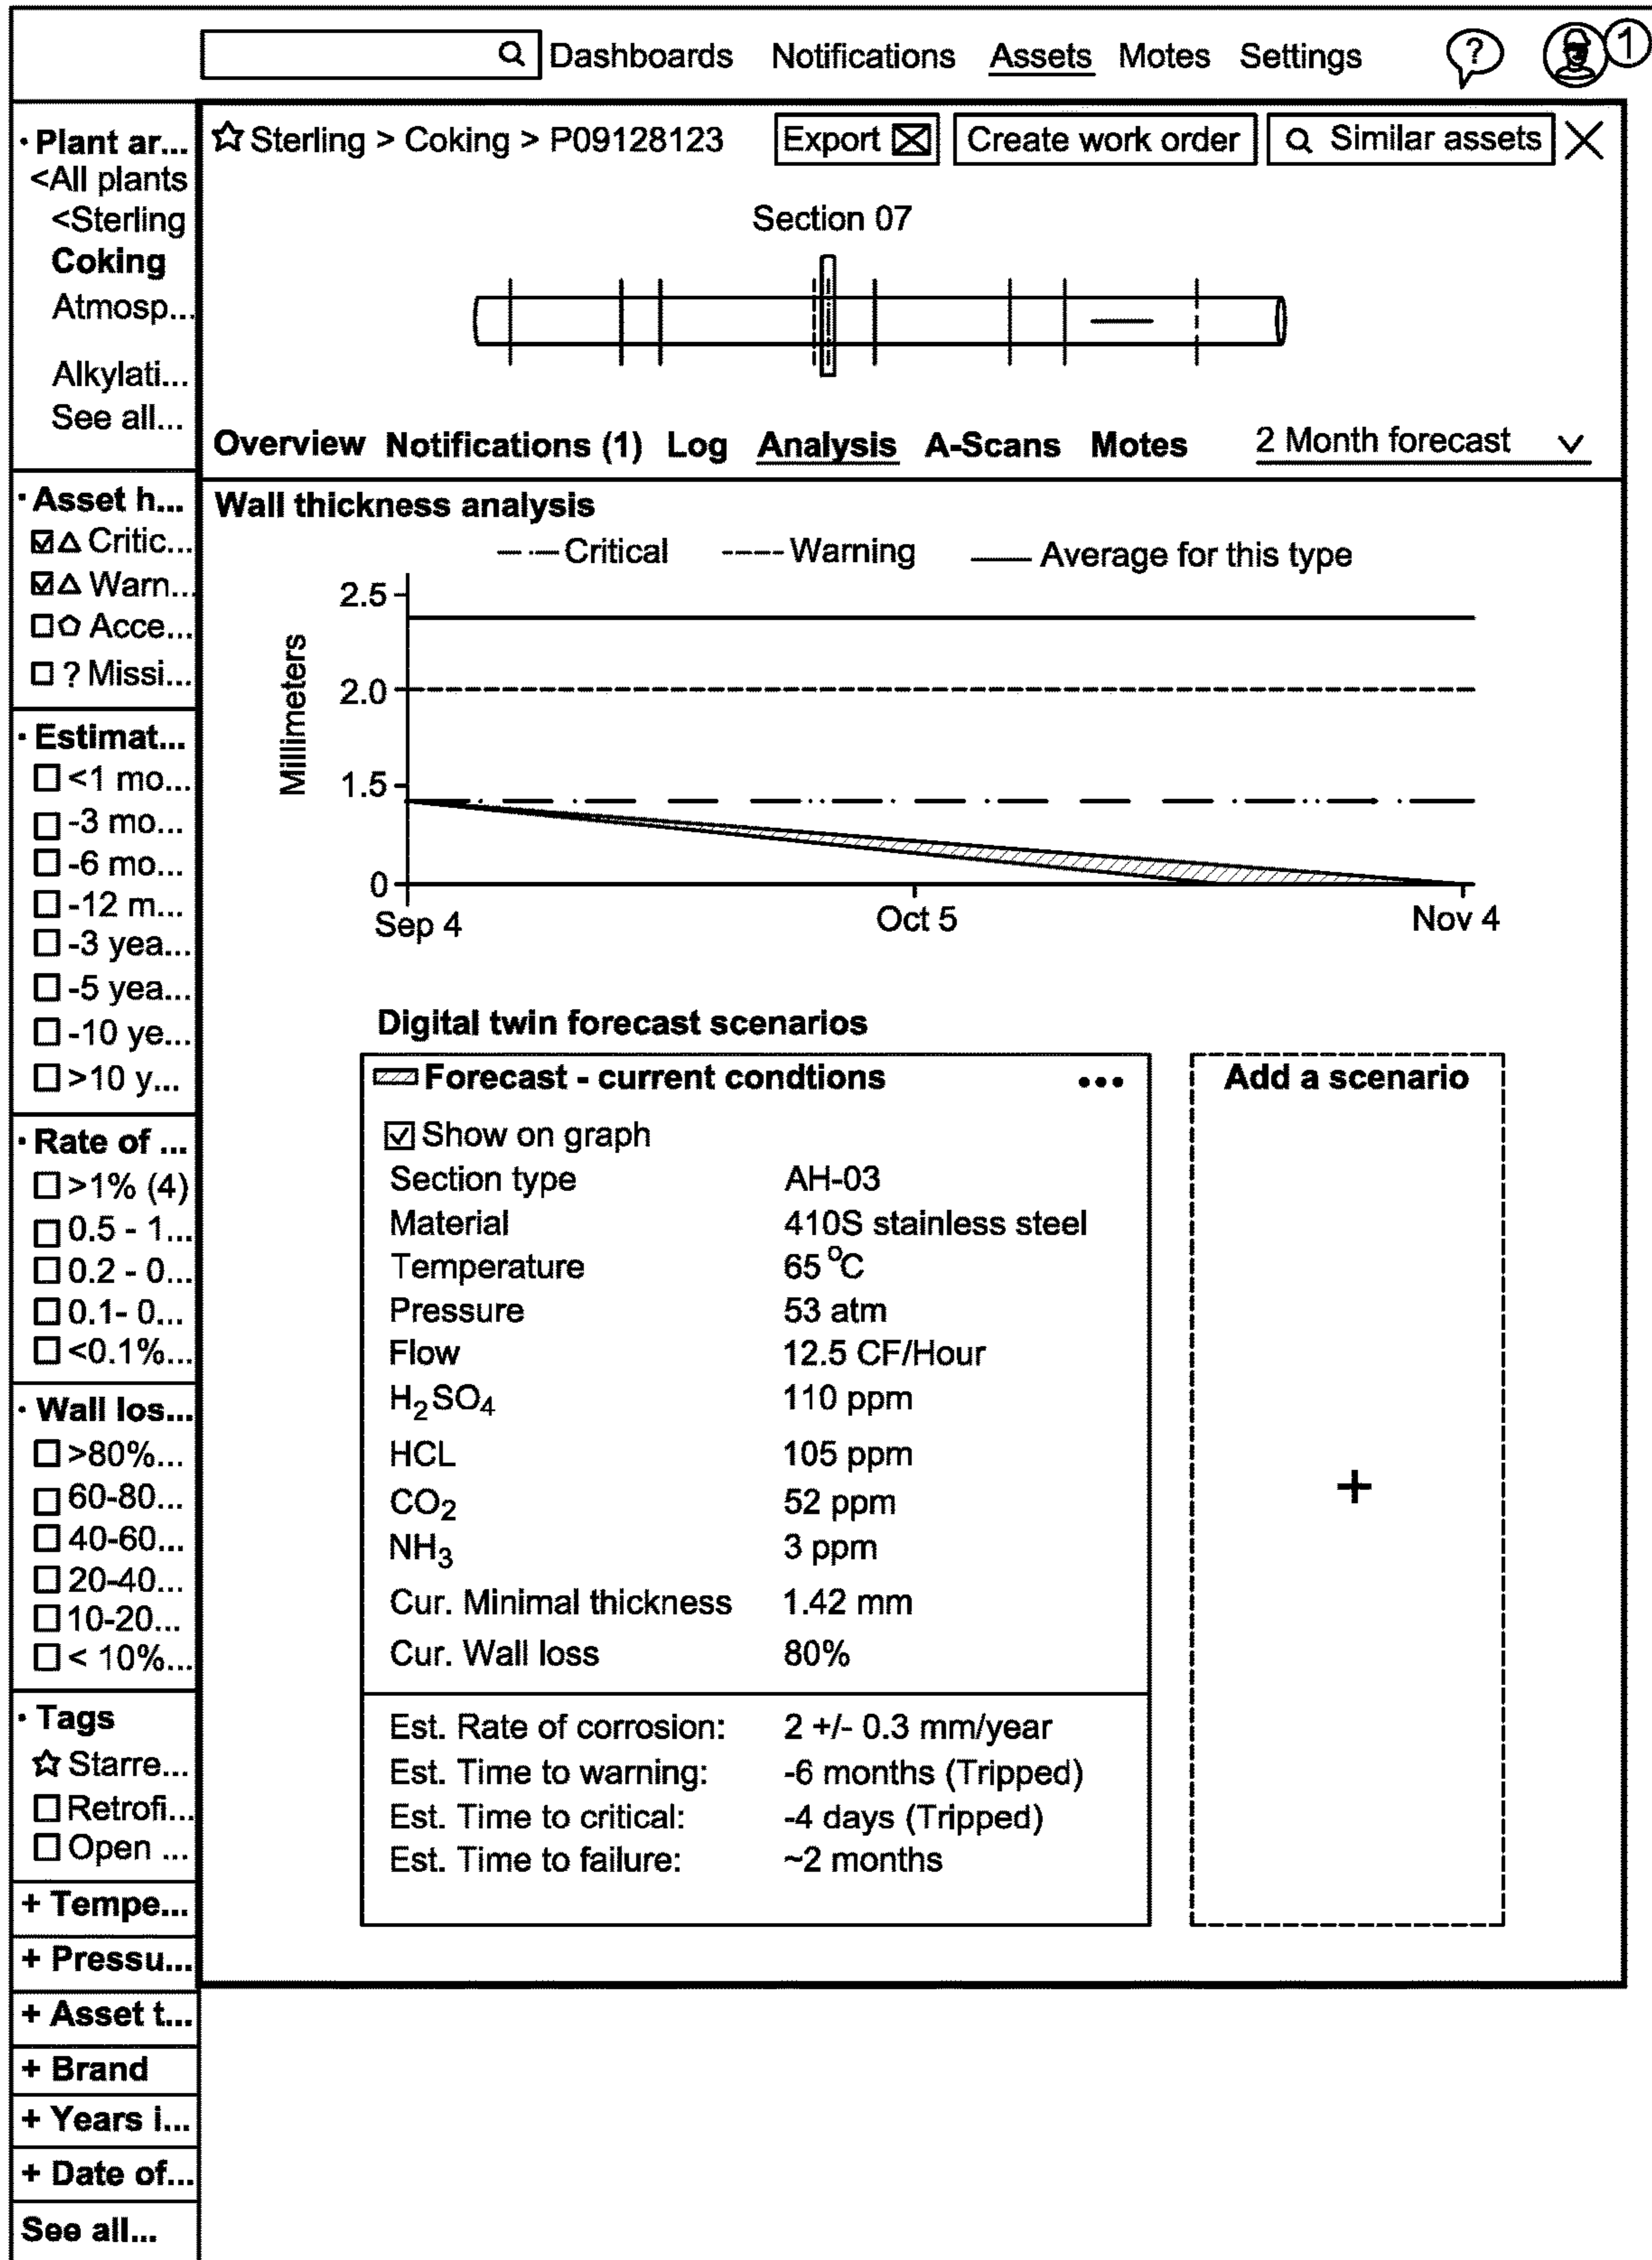 Dashboards Notifications Assets Motes Settings ? 1
· Plant ar...
<All plants
<Sterling
Coking
Atmosp...
Alkylati...
See all...
· Asset h...
Critic...
Warn...
Acce...
? Missi...
· Estimat...
<1 mo...
-3 mo...
-6 mo...
-12 m...
-3 yea...
-5 yea...
-10 ye...
>10 y...
· Rate of ...
>1% (4)
0.5 - 1...
0.2 - 0...
0.1- 0...
<0.1%...
· Wall los...
>80%...
60-80...
40-60...
20-40...
10-20...
< 10%...
· Tags
Starre...
Retrofi...
Open ...
+ Tempe...
+ Pressu...
+ Asset t...
+ Brand
+ Years i...
+ Date of...
See all...
Sterling > Coking > P09128123 Export Create work order Similar assets
Section 07
Overview Notifications (1) Log Analysis A-Scans Motes 2 Month forecast
Wall thickness analysis
Critical Warning Average for this type
Millimeters
2.5
2.0
1.5
0
Sep 4 Oct 5 Nov 4
Digital twin forecast scenarios
Forecast - current condtions •••
Show on graph
Section type AH-03
Material 410S stainless steel
Temperature 65 °C
Pressure 53 atm
Flow 12.5 CF/Hour
H₂SO₄ 110 ppm
HCL 105 ppm
CO₂ 52 ppm
NH₃ 3 ppm
Cur. Minimal thickness 1.42 mm
Cur. Wall loss 80%
Est. Rate of corrosion: 2 +/- 0.3 mm/year
Est. Time to warning: -6 months (Tripped)
Est. Time to critical: -4 days (Tripped)
Est. Time to failure: ~2 months
Add a scenario
+